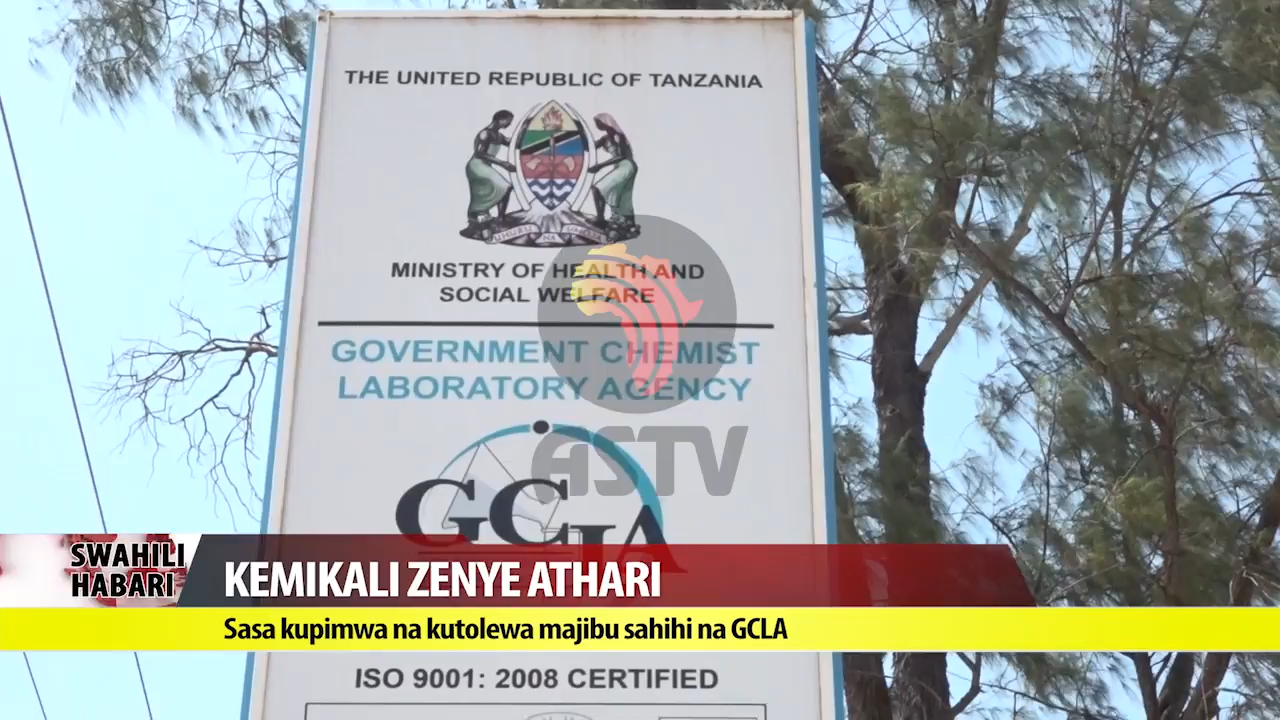 THE UNITED REPUBLIC OF TANZANIA
MINISTRY OF HEALTH AND
SOCIAL WELFARE
GOVERNMENT CHEMIST
LABORATORY AGENCY
ASTV
GCLA
SWAHILI
HABARI
KEMIKALI ZENYE ATHARI
Sasa kupimwa na kutolewa majibu sahihi na GCLA
ISO 9001: 2008 CERTIFIED